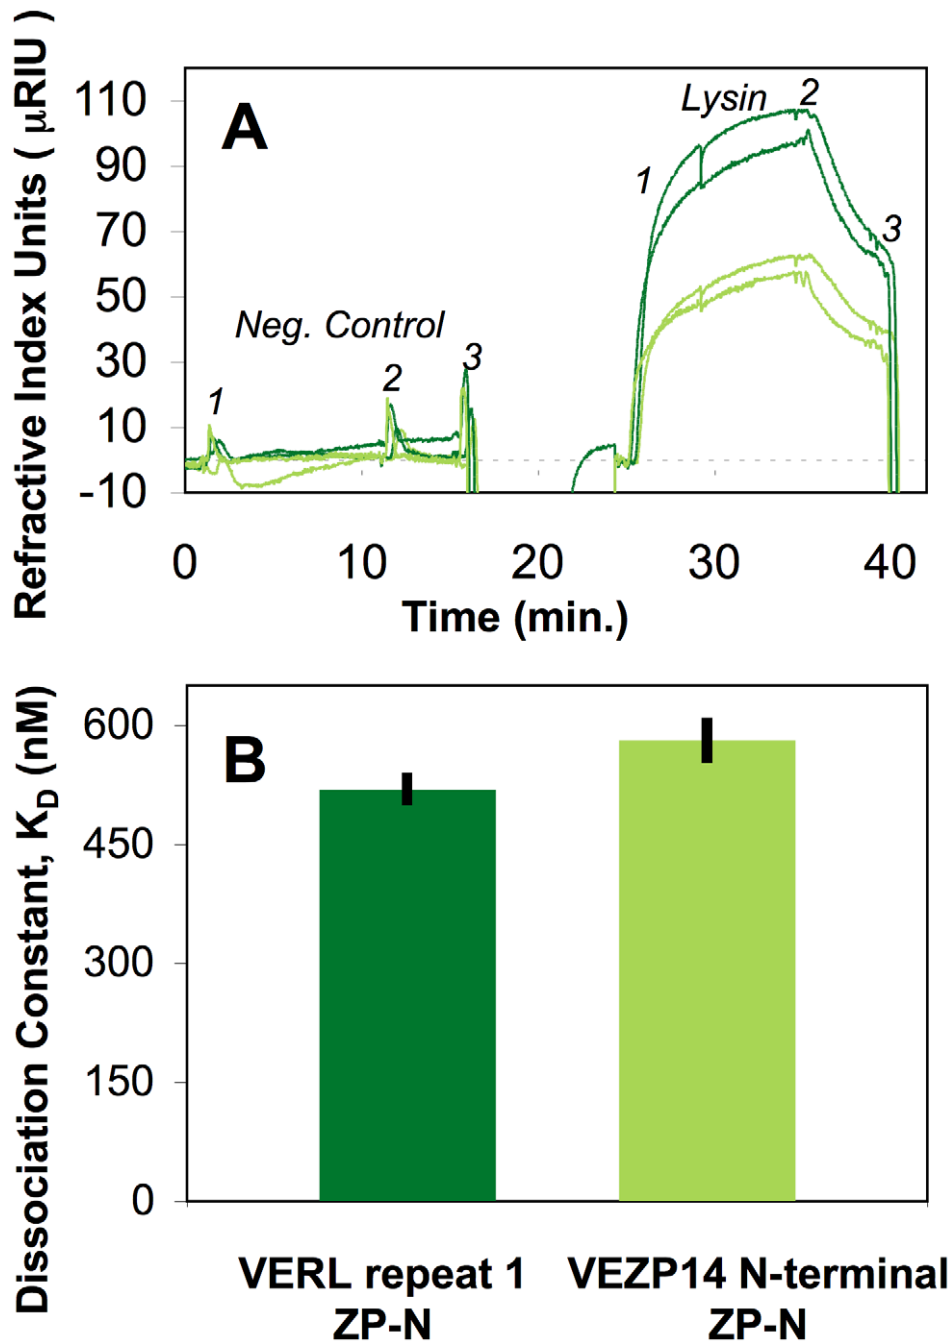 Refractive Index Units ( μRIU )
110
90
70
50
30
10
-10
A
Neg. Control
1
2
3
Lysin
1
2
3
0
10
20
30
40
Time (min.)
Dissociation Constant, KD (nM)
600
450
300
150
0
B
VERL repeat 1
ZP-N
VEZP14 N-terminal
ZP-N